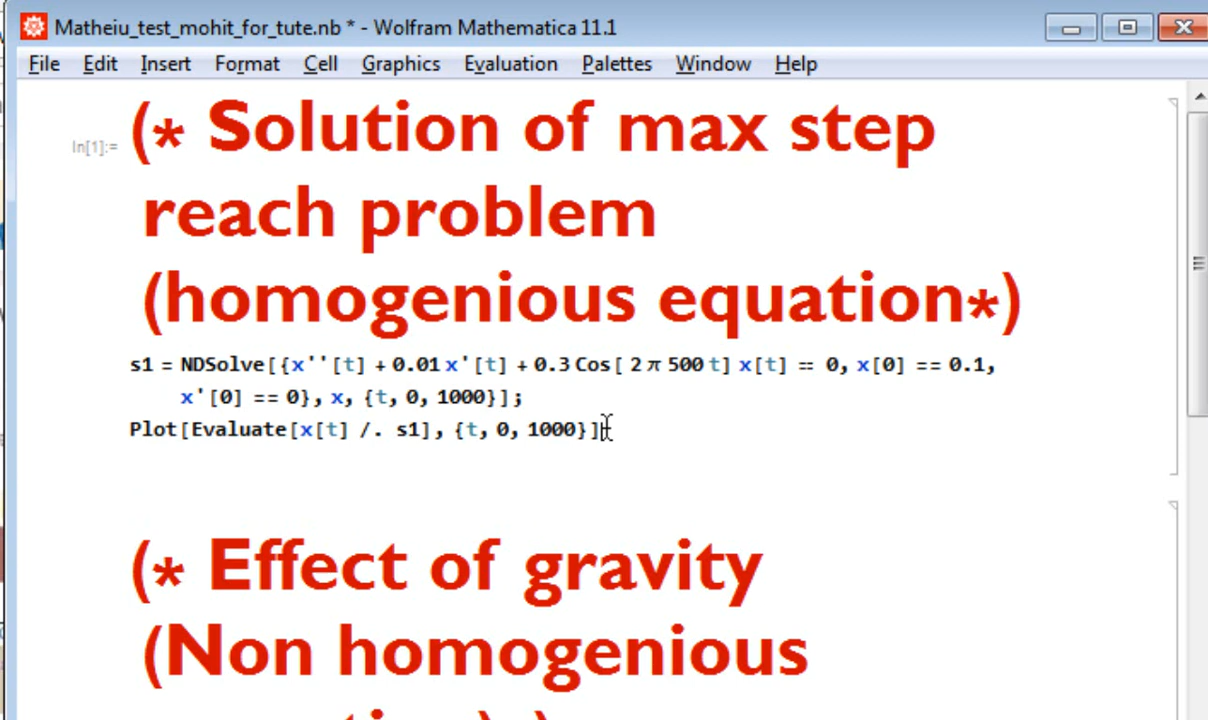 Matheiu_test_mohit_for_tute.nb * - Wolfram Mathematica 11.1
File Edit Insert Format Cell Graphics Evaluation Palettes Window Help
In[1]:= (* Solution of max step
reach problem
(homogenious equation*)
s1 = NDSolve[{x''[t] + 0.01 x'[t] + 0.3 Cos[ 2 π 500 t] x[t] == 0, x[0] == 0.1,
x'[0] == 0}, x, {t, 0, 1000}];
Plot[Evaluate[x[t] /. s1], {t, 0, 1000}]
(* Effect of gravity
(Non homogenious